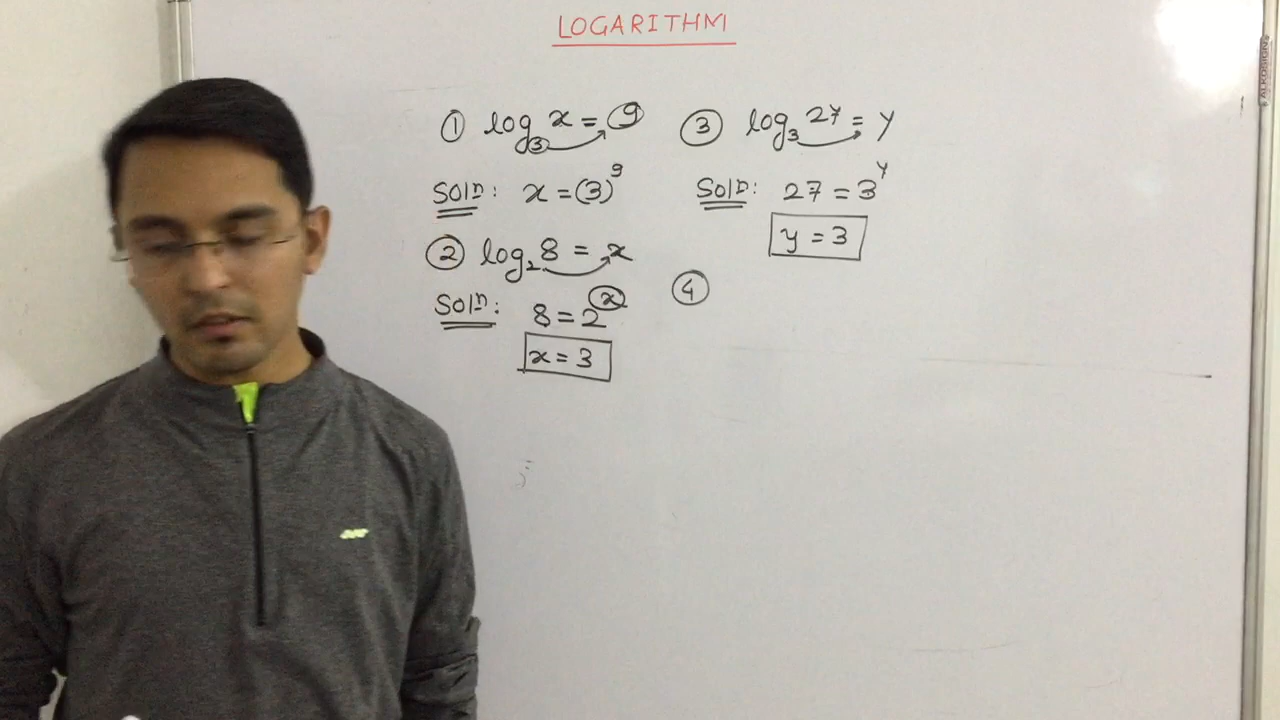 LOGARITHM
① log₃ x = 9
Solⁿ: x = (3)⁹
② log₂ 8 = x
Solⁿ: 8 = 2ˣ
x = 3
③ log₃ 27 = y
Solⁿ: 27 = 3ʸ
y = 3
④
ALKOSIGN